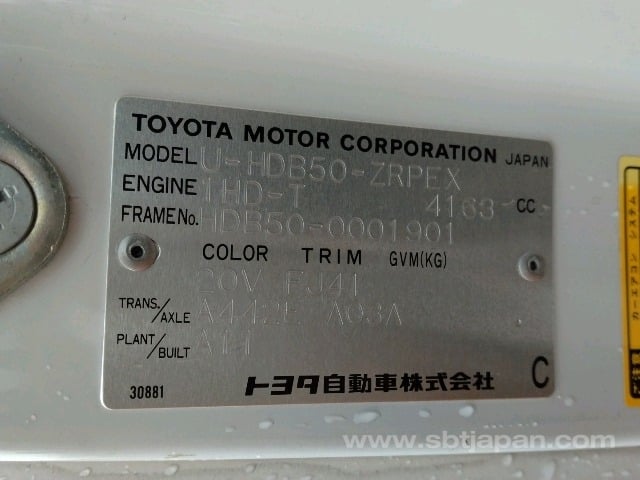 TOYOTA MOTOR CORPORATION JAPAN
MODEL U-HDB50-ZRPEX
ENGINE 1HD-T 4163 CC
FRAME No. HDB50-0001901
COLOR TRIM GVM(KG)
20V FJ41
TRANS./AXLE A442E A03A
PLANT/BUILT A11
30881 トヨタ自動車株式会社 C
www.sbtjapan.com